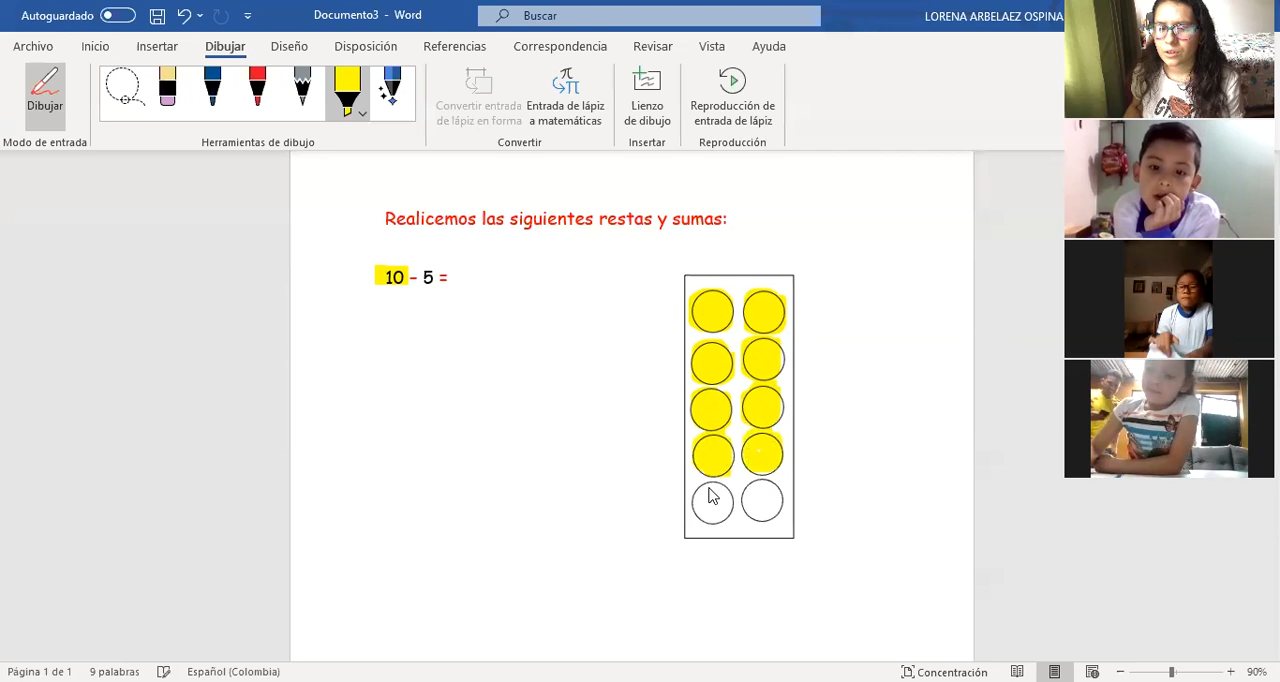 Autoguardado
Documento3 - Word
Buscar
LORENA ARBELAEZ OSPINA
Archivo Inicio Insertar Dibujar Diseño Disposición Referencias Correspondencia Revisar Vista Ayuda
Dibujar
Convertir entrada de lápiz en forma
Entrada de lápiz a matemáticas
Lienzo de dibujo
Reproducción de entrada de lápiz
Modo de entrada
Herramientas de dibujo
Convertir
Insertar
Reproducción
Realicemos las siguientes restas y sumas:
10 - 5 =
Página 1 de 1
9 palabras
Español (Colombia)
Concentración
90%